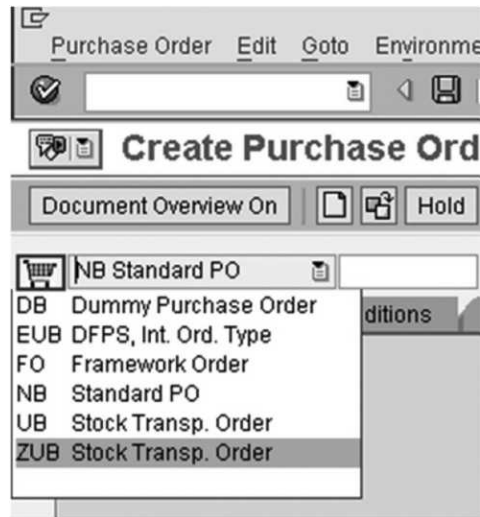 Purchase Order Edit Goto Environme
Create Purchase Ord
Document Overview On Hold
NB Standard PO
DB Dummy Purchase Order
ditions
EUB DFPS, Int. Ord. Type
FO Framework Order
NB Standard PO
UB Stock Transp. Order
ZUB Stock Transp. Order